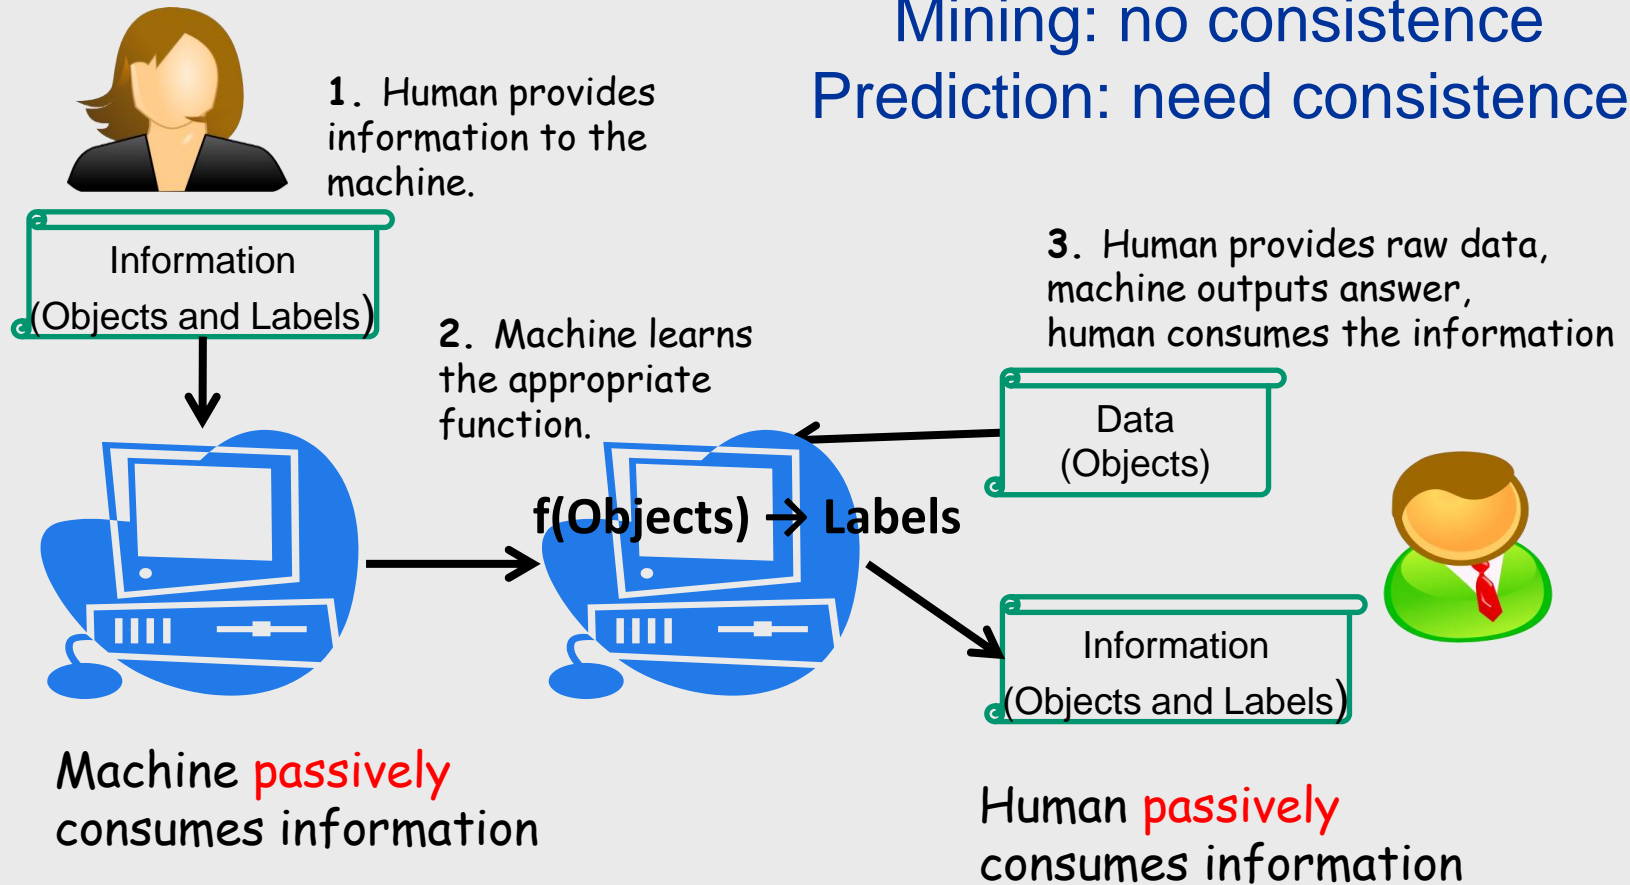 Mining: no consistence
Prediction: need consistence
1. Human provides
information to the
machine.
Information
(Objects and Labels)
2. Machine learns
the appropriate
function.
f(Objects) → Labels
3. Human provides raw data,
machine outputs answer,
human consumes the information
Data
(Objects)
Information
(Objects and Labels)
Machine passively
consumes information
Human passively
consumes information